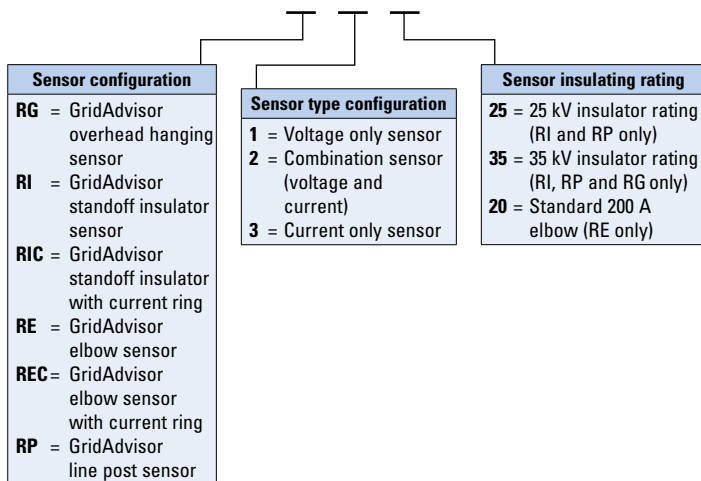 Sensor configuration
RG = GridAdvisor
overhead hanging
sensor
RI = GridAdvisor
standoff insulator
sensor
RIC = GridAdvisor
standoff insulator
with current ring
RE = GridAdvisor
elbow sensor
REC = GridAdvisor
elbow sensor
with current ring
RP = GridAdvisor
line post sensor
Sensor type configuration
1 = Voltage only sensor
2 = Combination sensor
(voltage and
current)
3 = Current only sensor
Sensor insulating rating
25 = 25 kV insulator rating
(RI and RP only)
35 = 35 kV insulator rating
(RI, RP and RG only)
20 = Standard 200 A
elbow (RE only)